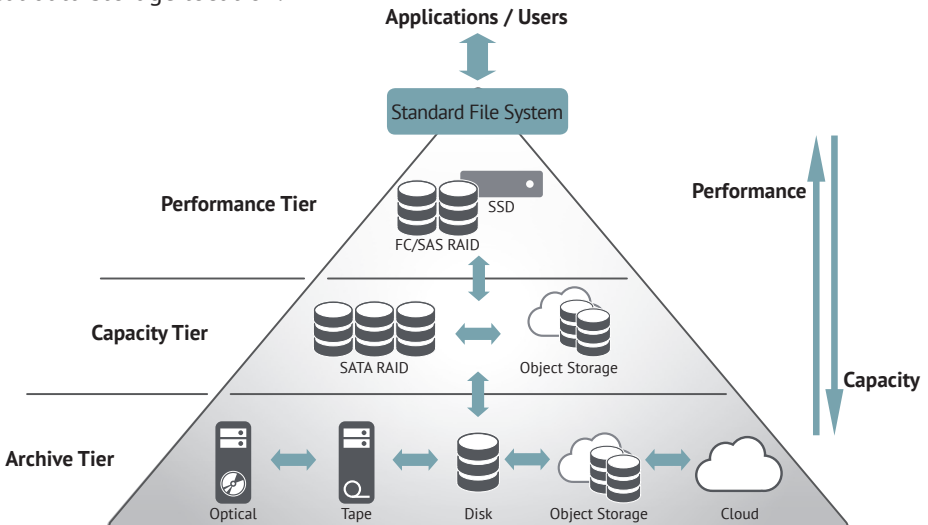 Applications / Users
Standard File System
Performance Tier
SSD
FC/SAS RAID
Performance
Capacity Tier
SATA RAID
Object Storage
Capacity
Archive Tier
Optical
Tape
Disk
Object Storage
Cloud